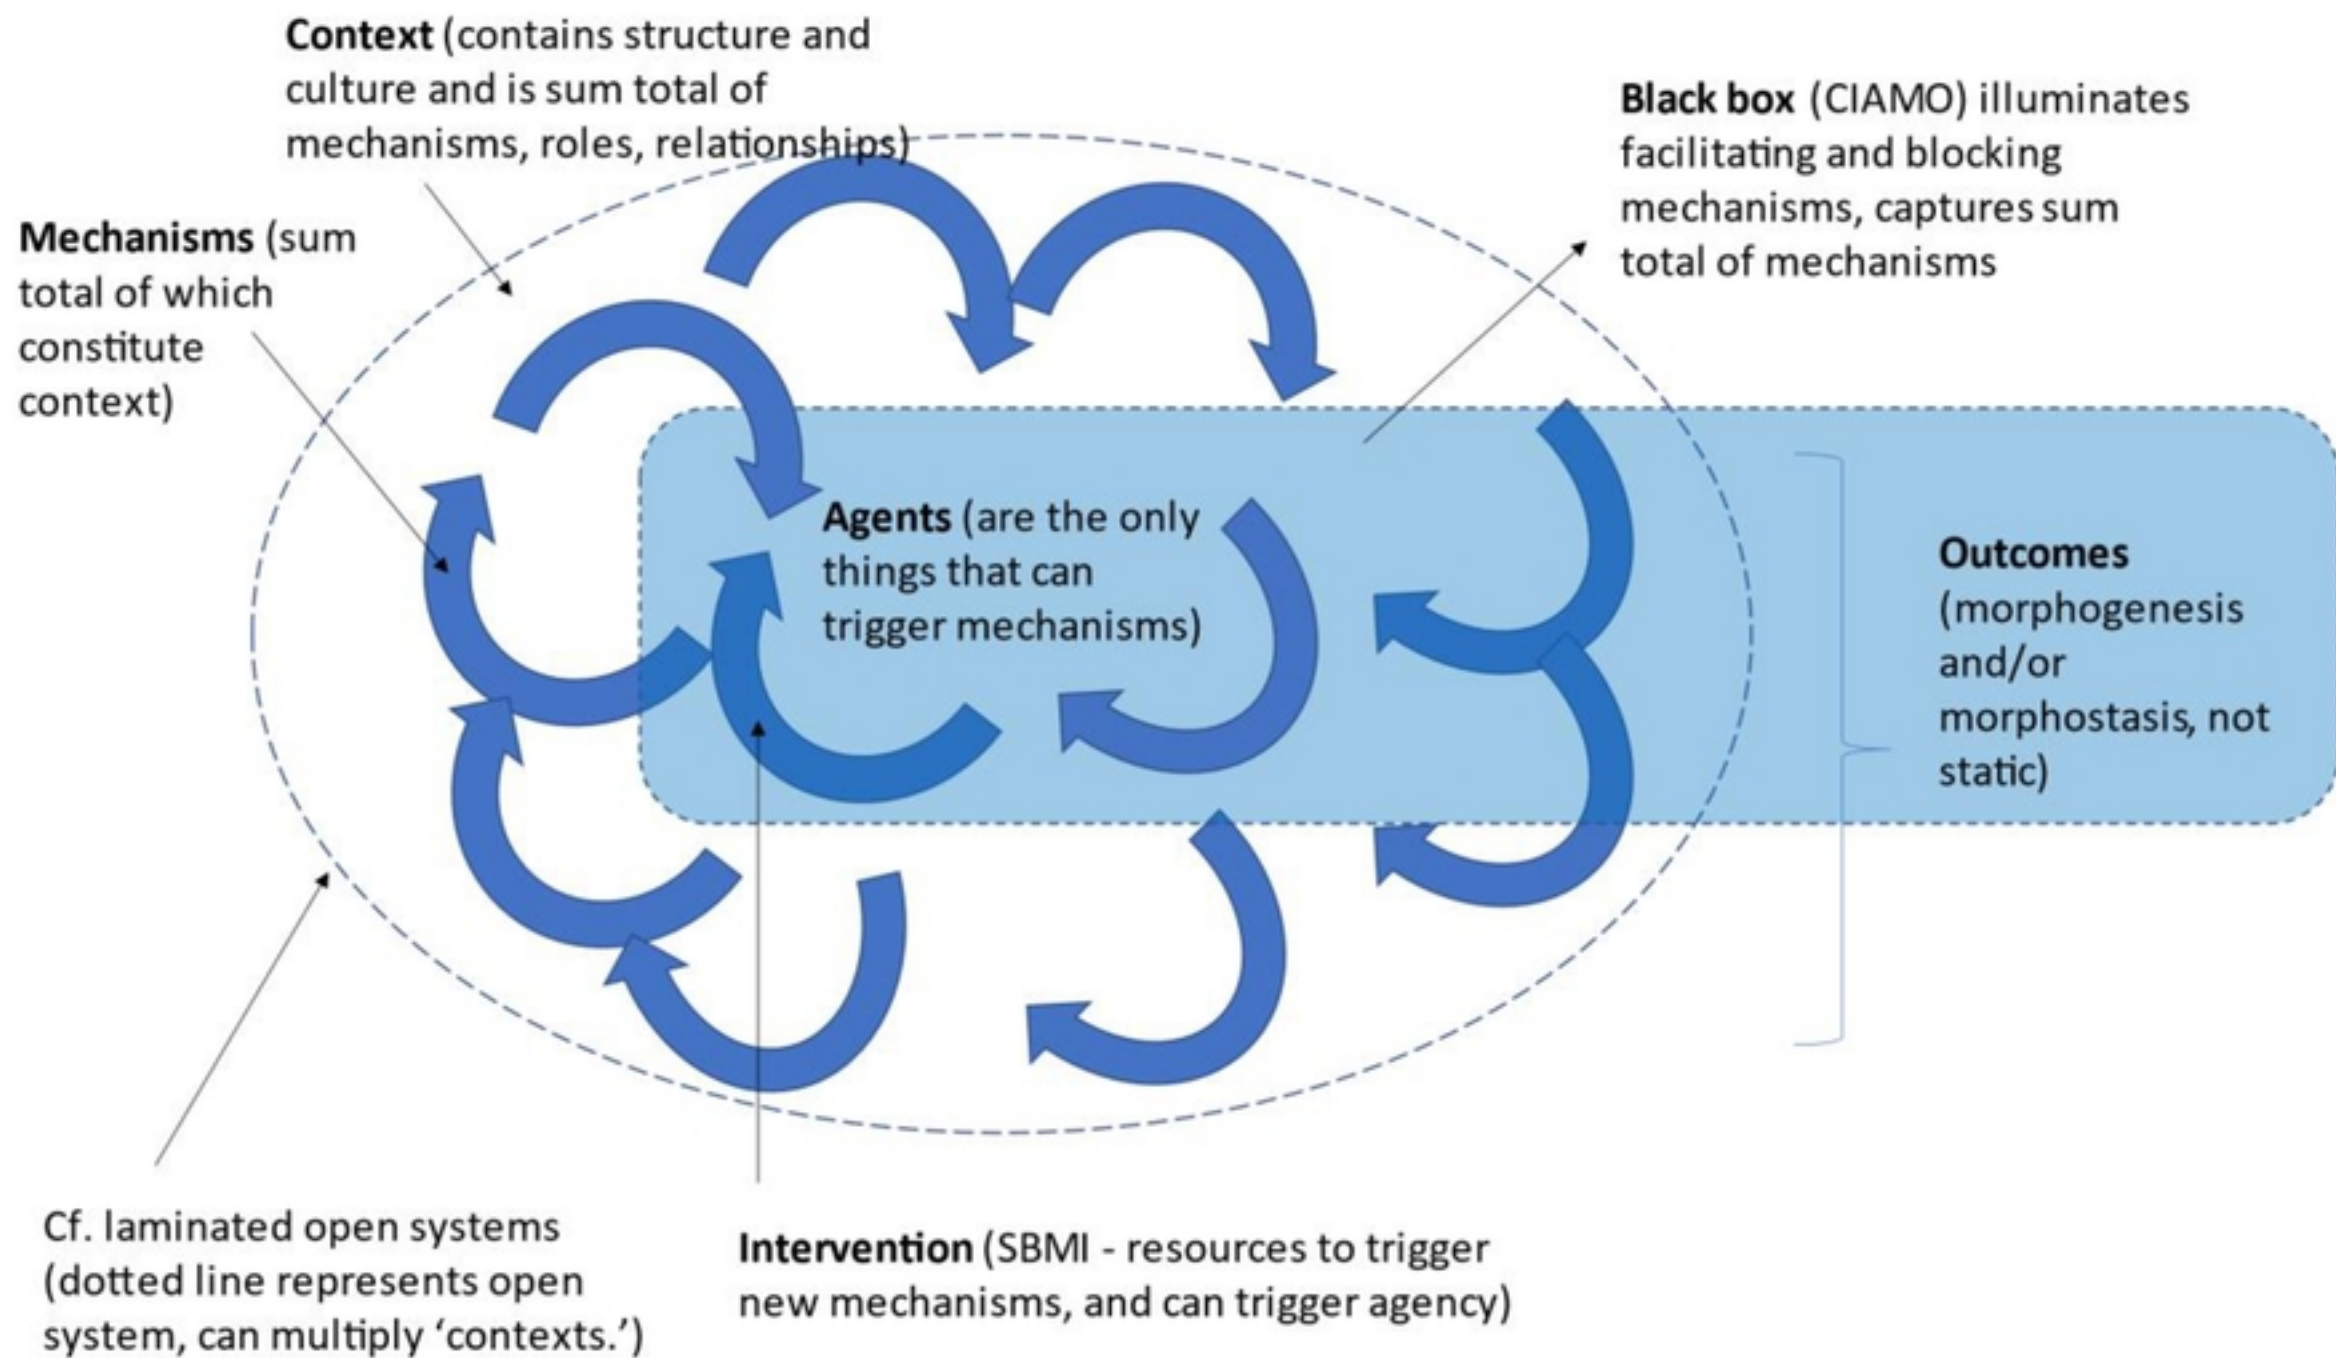 Context (contains structure and
culture and is sum total of
mechanisms, roles, relationships)
Black box (CIAMO) illuminates
facilitating and blocking
mechanisms, captures sum
total of mechanisms
Mechanisms (sum
total of which
constitute
context)
Agents (are the only
things that can
trigger mechanisms)
Outcomes
(morphogenesis
and/or
morphostasis, not
static)
Cf. laminated open systems
(dotted line represents open
system, can multiply ‘contexts.’)
Intervention (SBMI - resources to trigger
new mechanisms, and can trigger agency)